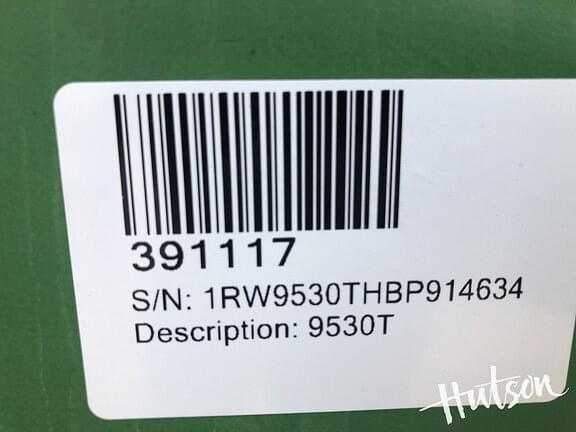 391117
S/N: 1RW9530THBP914634
Description: 9530T
Hutson